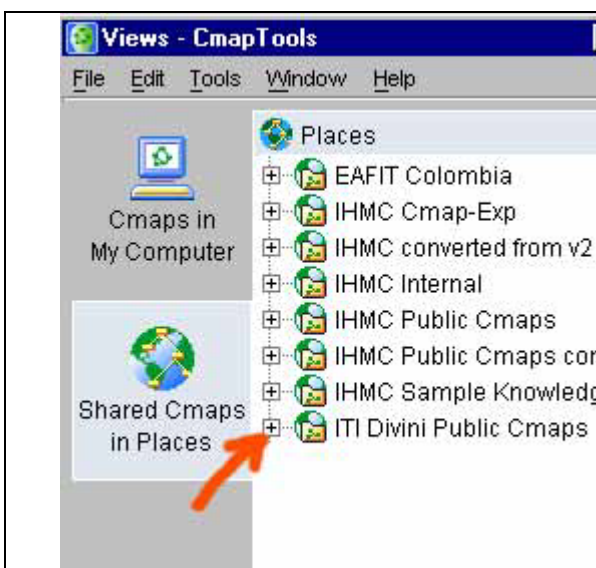 Views - CmapTools
File Edit Tools Window Help
Cmaps in
My Computer
Shared Cmaps
in Places
Places
EAFIT Colombia
IHMC Cmap-Exp
IHMC converted from v2
IHMC Internal
IHMC Public Cmaps
IHMC Public Cmaps
IHMC Sample
ITI Divini Public Cmaps